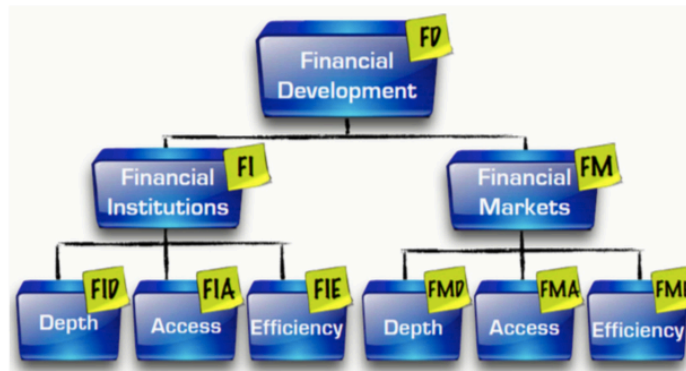 FD
Financial
Development
FI
Financial
Institutions
FM
Financial
Markets
FID
Depth
FIA
Access
FIE
Efficiency
FMD
Depth
FMA
Access
Efficiency